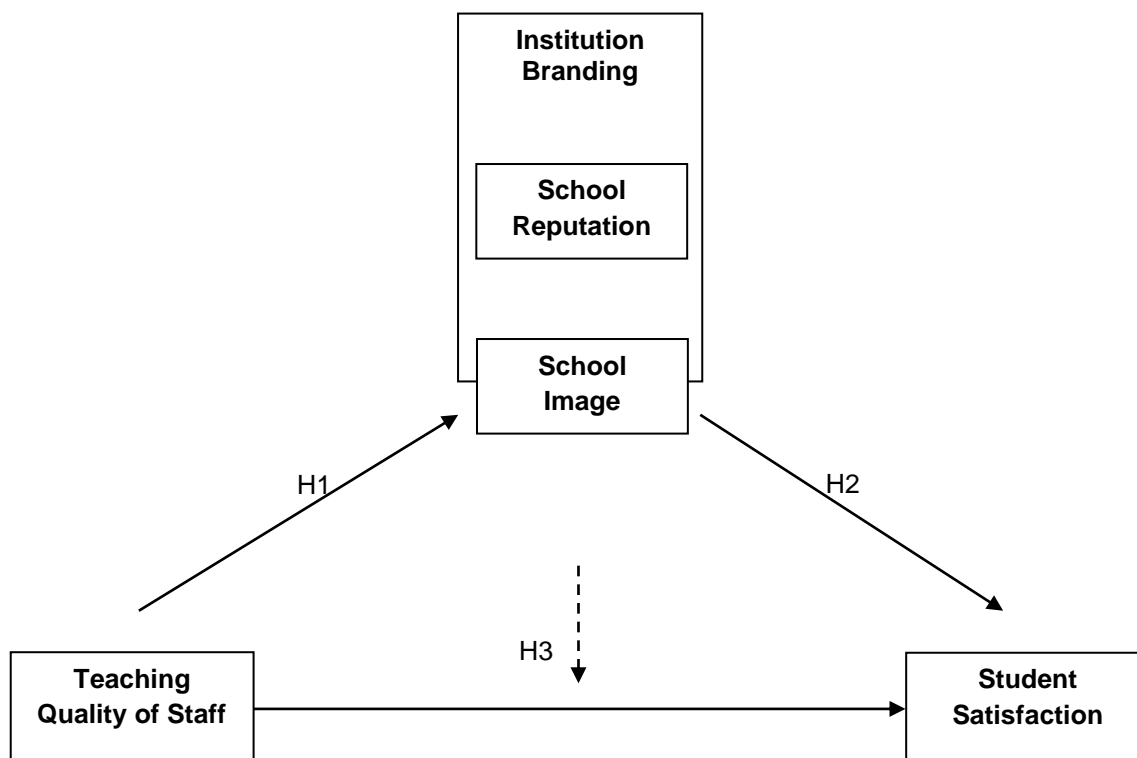 Institution
Branding
School
Reputation
School
Image
H1
H2
H3
Teaching
Quality of Staff
Student
Satisfaction